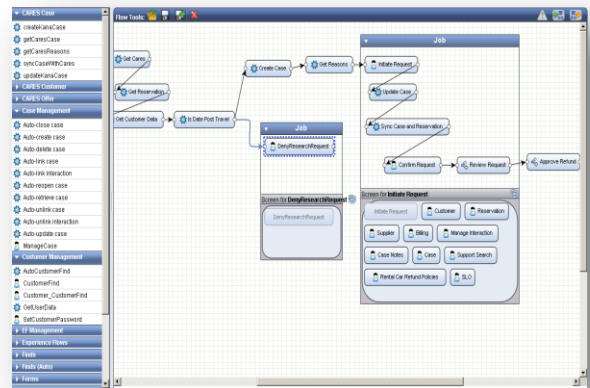 CARES Case
createKanaCase
getCaresCase
getCaresReasons
syncCaseWithCares
updateKanaCase
CARES Customer
CARES Offer
Case Management
Auto-close case
Auto-create case
Auto-delete case
Auto-link case
Auto-link interaction
Auto-reopen case
Auto-retrieve case
Auto-unlink case
Auto-unlink interaction
Auto-update case
ManageCase
Customer Management
AutoCustomerFind
CustomerFind
Customer_CustomerFind
GetUserData
SetCustomerPassword
EF Management
Experience Flows
Finds
Finds (Auto)
Forms
Flow Tools:
Get Cares
Get Reservation
Get Customer Data
Is Date Post Travel
Create Case
Get Reasons
Job
DenyResearchRequest
Screen for DenyResearchRequest
DenyResearchRequest
Job
Initiate Request
Update Case
Sync Case and Reservation
Confirm Request
Review Request
Approve Refund
Screen for Initiate Request
Initiate Request
Customer
Reservation
Supplier
Billing
Manage Interaction
Case Notes
Case
Support Search
Rental Car Refund Policies
SLO